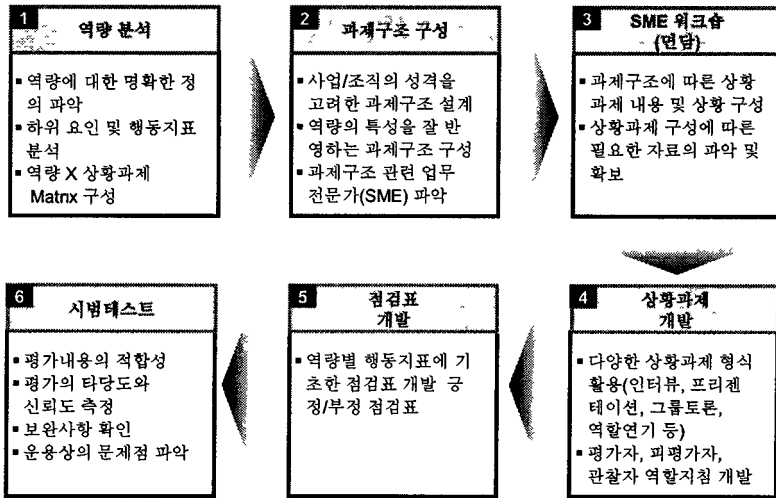 1 역량 분석
▪ 역량에 대한 명확한 정
의 파악
▪ 하위 요인 및 행동지표
분석
▪ 역량 X 상황과제
Matrix 구성
2 과제구조 구성
▪ 사업/조직의 성격을
고려한 과제구조 설계
▪ 역량의 특성을 잘 반
영하는 과제구조 구성
▪ 과제구조 관련 업무
전문가(SME) 파악
3 SME 워크숍
(면담)
▪ 과제구조에 따른 상황
과제 내용 및 상황 구성
▪ 상황과제 구성에 따른
필요한 자료의 파악 및
확보
4 상황과제
개발
▪ 다양한 상황과제 형식
활용(인터뷰, 프리젠
테이션, 그룹토론,
역할연기 등)
▪ 평가자, 피평가자,
관찰자 역할지침 개발
5 점검표
개발
▪ 역량별 행동지표에 기
초한 점검표 개발 긍
정/부정 점검표
6 시범테스트
▪ 평가내용의 적합성
▪ 평가의 타당도와
신뢰도 측정
▪ 보완사항 확인
▪ 운용상의 문제점 파악